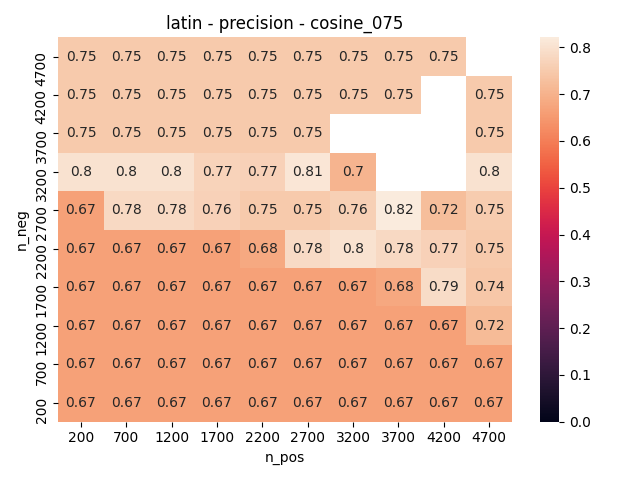 latin - precision - cosine_075
n_neg
4700 0.75 0.75 0.75 0.75 0.75 0.75 0.75 0.75 0.75
4200 0.75 0.75 0.75 0.75 0.75 0.75 0.75 0.75 0.75
3700 0.75 0.75 0.75 0.75 0.75 0.75 0.75
3200 0.8 0.8 0.8 0.77 0.77 0.81 0.7 0.8
2700 0.67 0.78 0.78 0.76 0.75 0.75 0.76 0.82 0.72 0.75
2200 0.67 0.67 0.67 0.67 0.68 0.78 0.8 0.78 0.77 0.75
1700 0.67 0.67 0.67 0.67 0.67 0.67 0.67 0.68 0.79 0.74
1200 0.67 0.67 0.67 0.67 0.67 0.67 0.67 0.67 0.67 0.72
700 0.67 0.67 0.67 0.67 0.67 0.67 0.67 0.67 0.67 0.67
200 0.67 0.67 0.67 0.67 0.67 0.67 0.67 0.67 0.67 0.67
200 700 1200 1700 2200 2700 3200 3700 4200 4700
n_pos
0.8
0.7
0.6
0.5
0.4
0.3
0.2
0.1
0.0